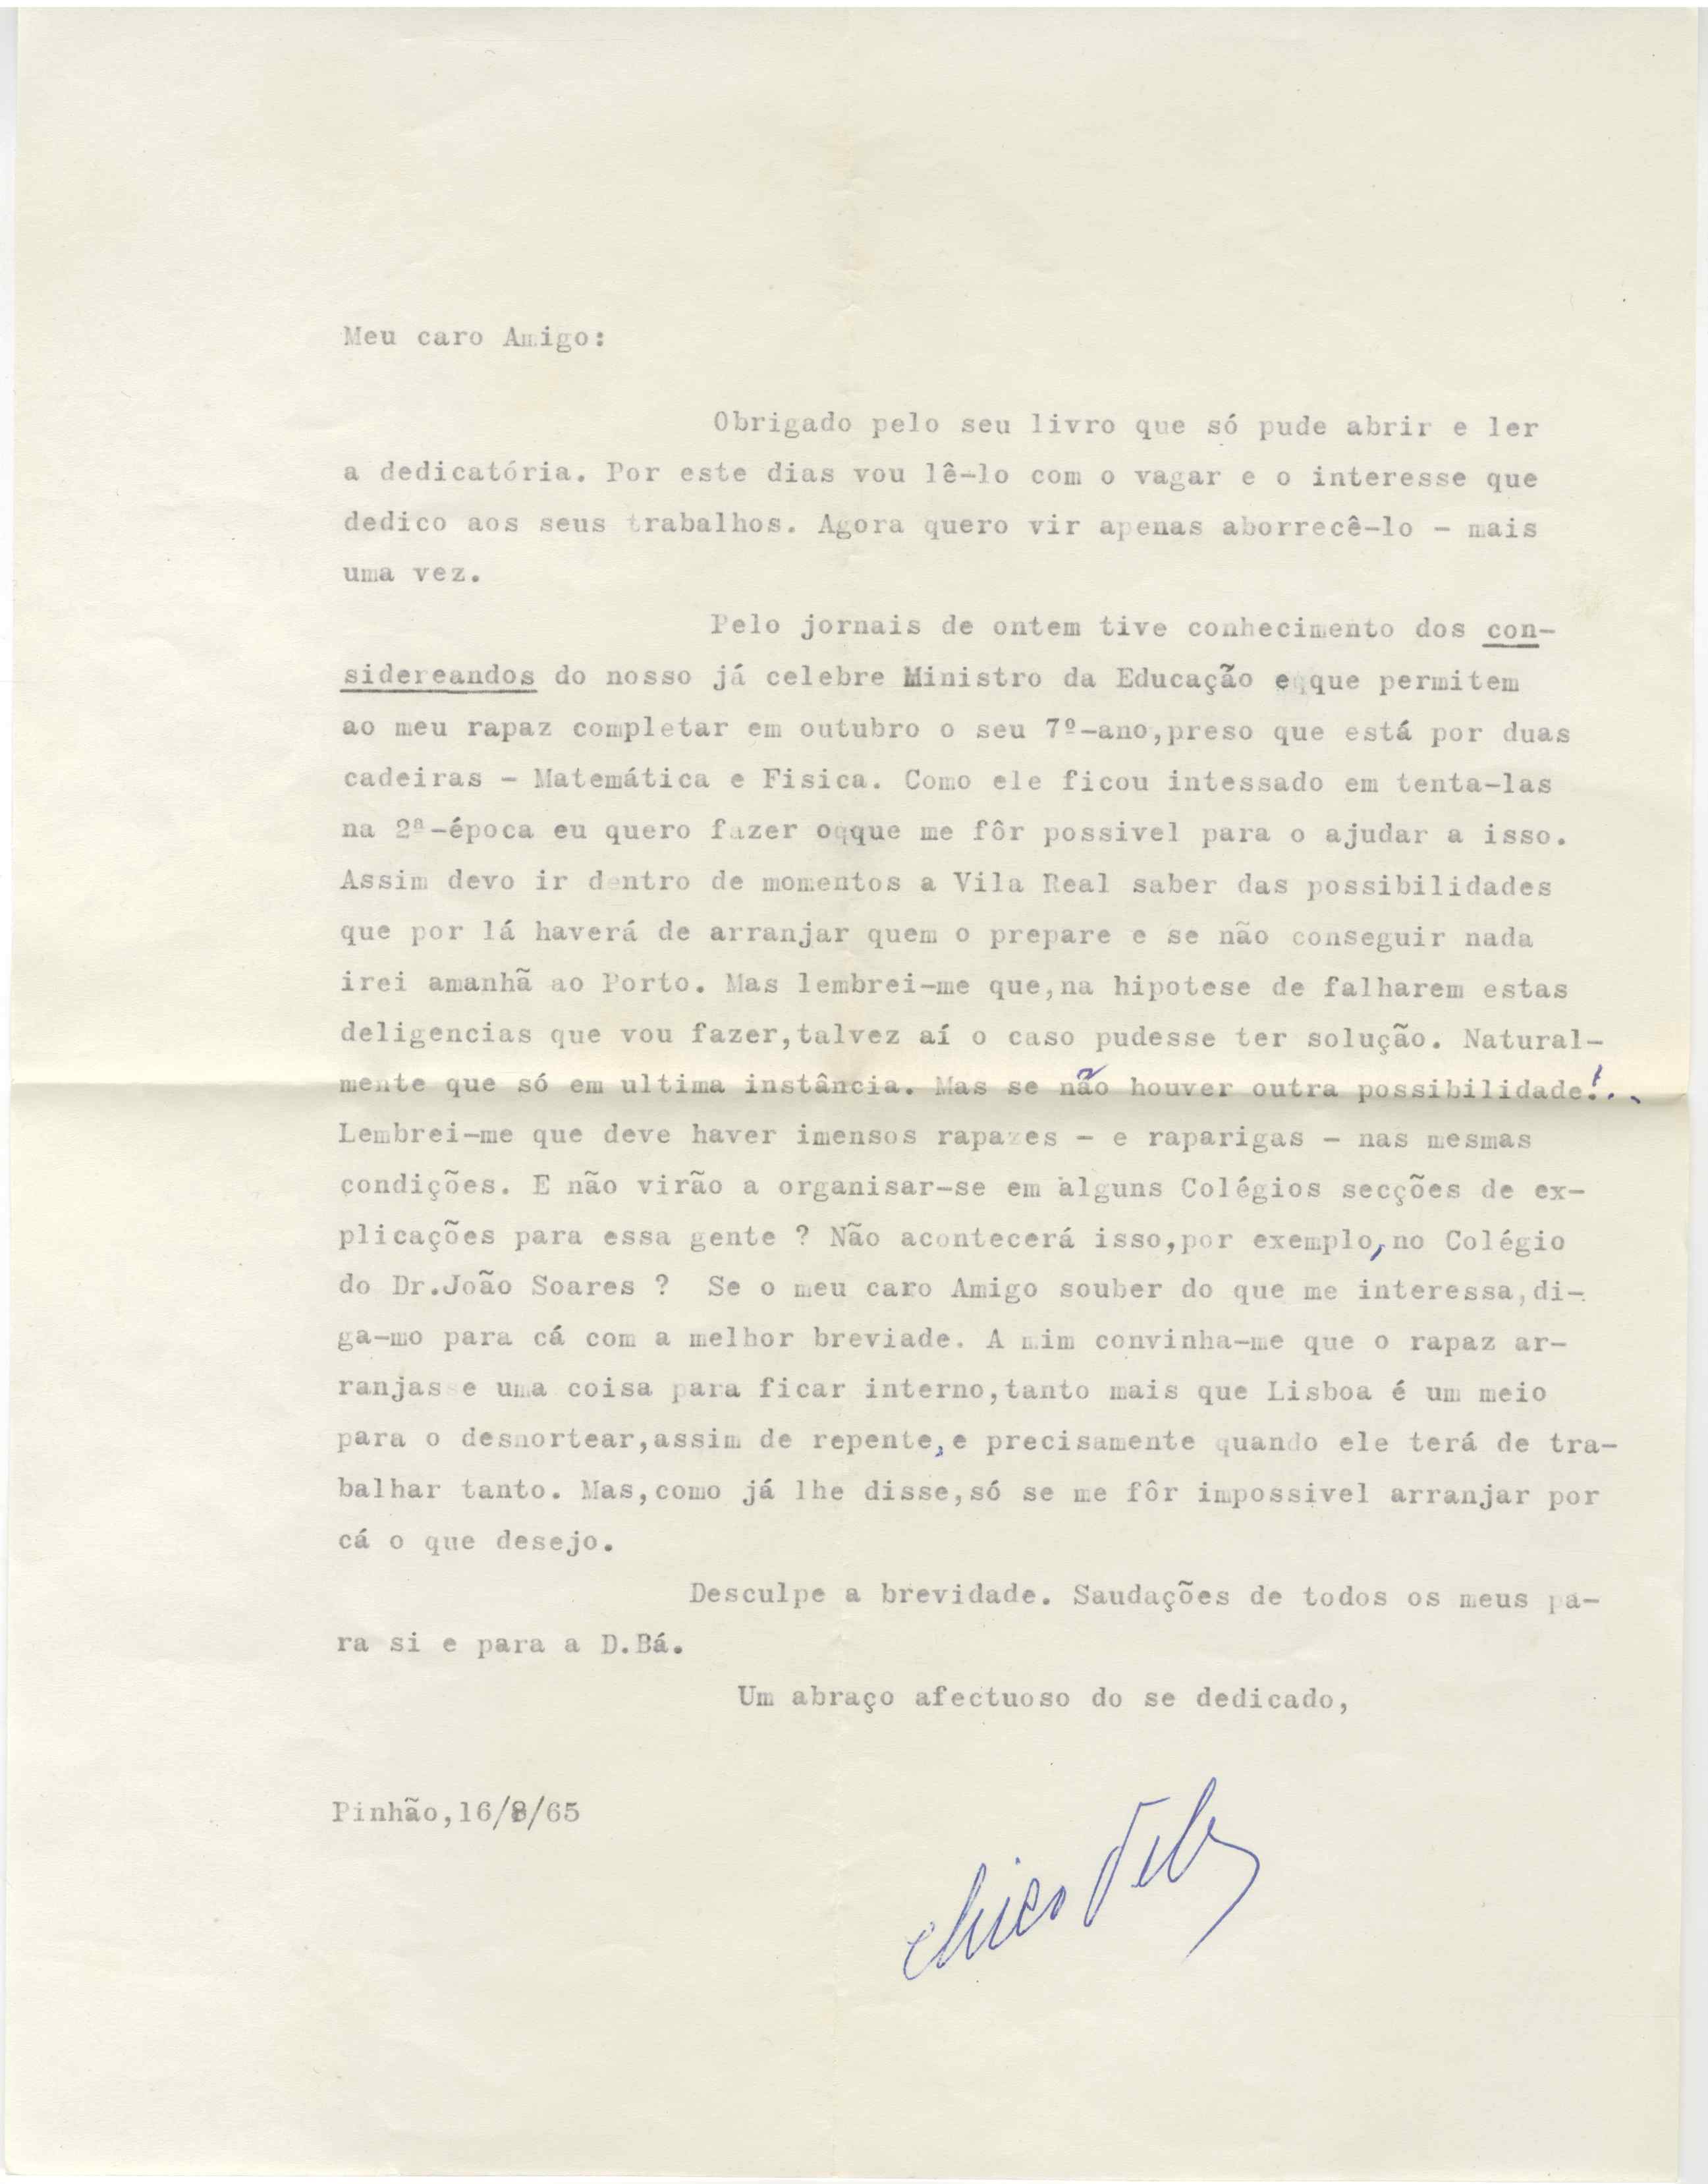 Meu caro Amigo:
Obrigado pelo seu livro que só pude abrir e ler
a dedicatória. Por este dias vou lê-lo com o vagar e o interesse que
dedico aos seus trabalhos. Agora quero vir apenas aborrecê-lo - mais
uma vez.
Pelo jornais de ontem tive conhecimento dos con-
sidereandos do nosso já celebre Ministro da Educação eqque permitem
ao meu rapaz completar em outubro o seu 7º-ano,preso que está por duas
cadeiras - Matemática e Fisica. Como ele ficou intessado em tenta-las
na 2ª-época eu quero fazer oqque me fôr possivel para o ajudar a isso.
Assim devo ir dentro de momentos a Vila Real saber das possibilidades
que por lá haverá de arranjar quem o prepare e se não conseguir nada
irei amanhã ao Porto. Mas lembrei-me que,na hipotese de falharem estas
deligencias que vou fazer,talvez aí o caso pudesse ter solução. Natural-
mente que só em ultima instância. Mas se não houver outra possibilidade!..
Lembrei-me que deve haver imensos rapazes - e raparigas - nas mesmas
condições. E não virão a organisar-se em alguns Colégios secções de ex-
plicações para essa gente ? Não acontecerá isso,por exemplo,no Colégio
do Dr.João Soares ? Se o meu caro Amigo souber do que me interessa,di-
ga-mo para cá com a melhor breviade. A mim convinha-me que o rapaz ar-
ranjasse uma coisa para ficar interno,tanto mais que Lisboa é um meio
para o desnortear,assim de repente,e precisamente quando ele terá de tra-
balhar tanto. Mas,como já lhe disse,só se me fôr impossivel arranjar por
cá o que desejo.
Desculpe a brevidade. Saudações de todos os meus pa-
ra si e para a D.Bá.
Um abraço afectuoso do se dedicado,
Pinhão,16/8/65